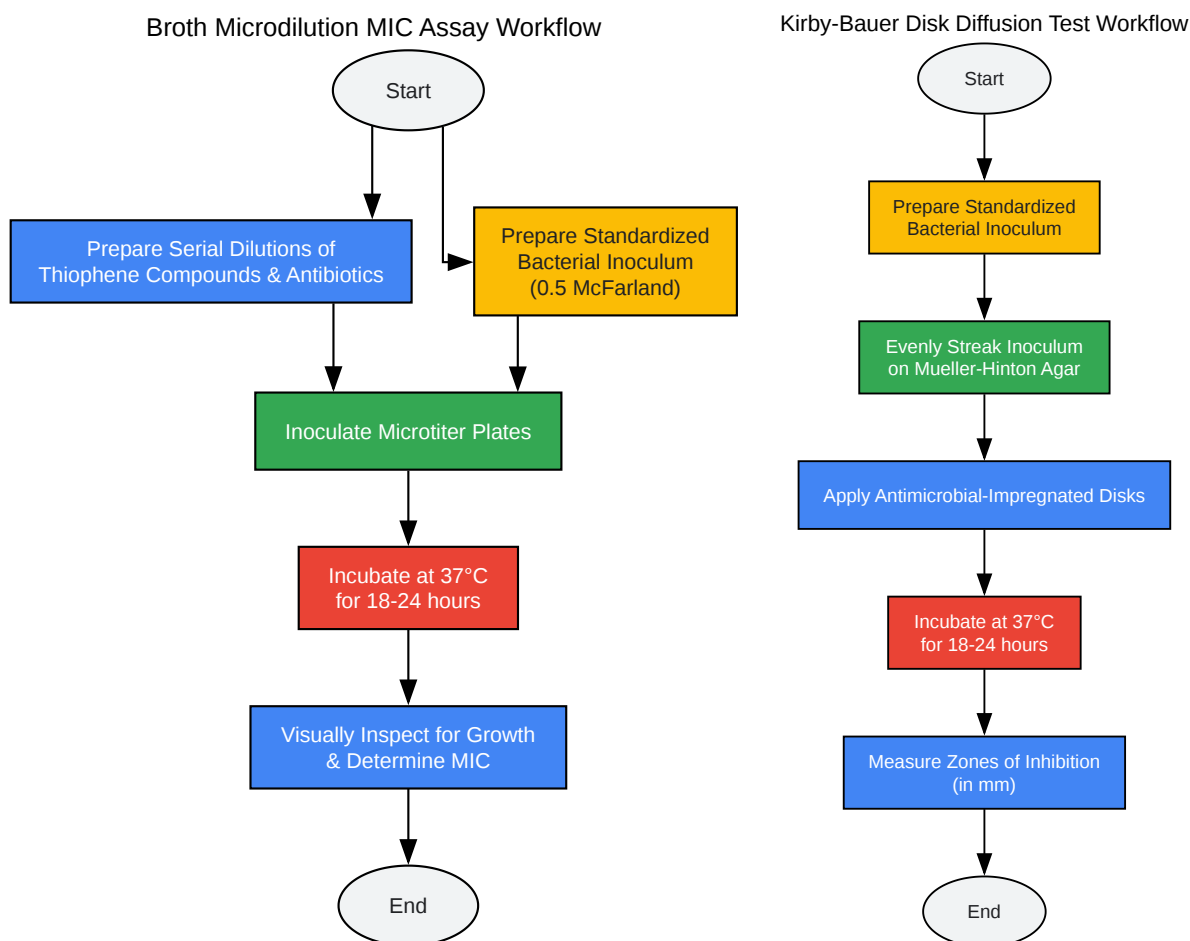 Broth Microdilution MIC Assay Workflow
Start
Prepare Serial Dilutions of
Thiophene Compounds & Antibiotics
Prepare Standardized
Bacterial Inoculum
(0.5 McFarland)
Inoculate Microtiter Plates
Incubate at 37°C
for 18-24 hours
Visually Inspect for Growth
& Determine MIC
End
Kirby-Bauer Disk Diffusion Test Workflow
Start
Prepare Standardized
Bacterial Inoculum
Evenly Streak Inoculum
on Mueller-Hinton Agar
Apply Antimicrobial-Impregnated Disks
Incubate at 37°C
for 18-24 hours
Measure Zones of Inhibition
(in mm)
End